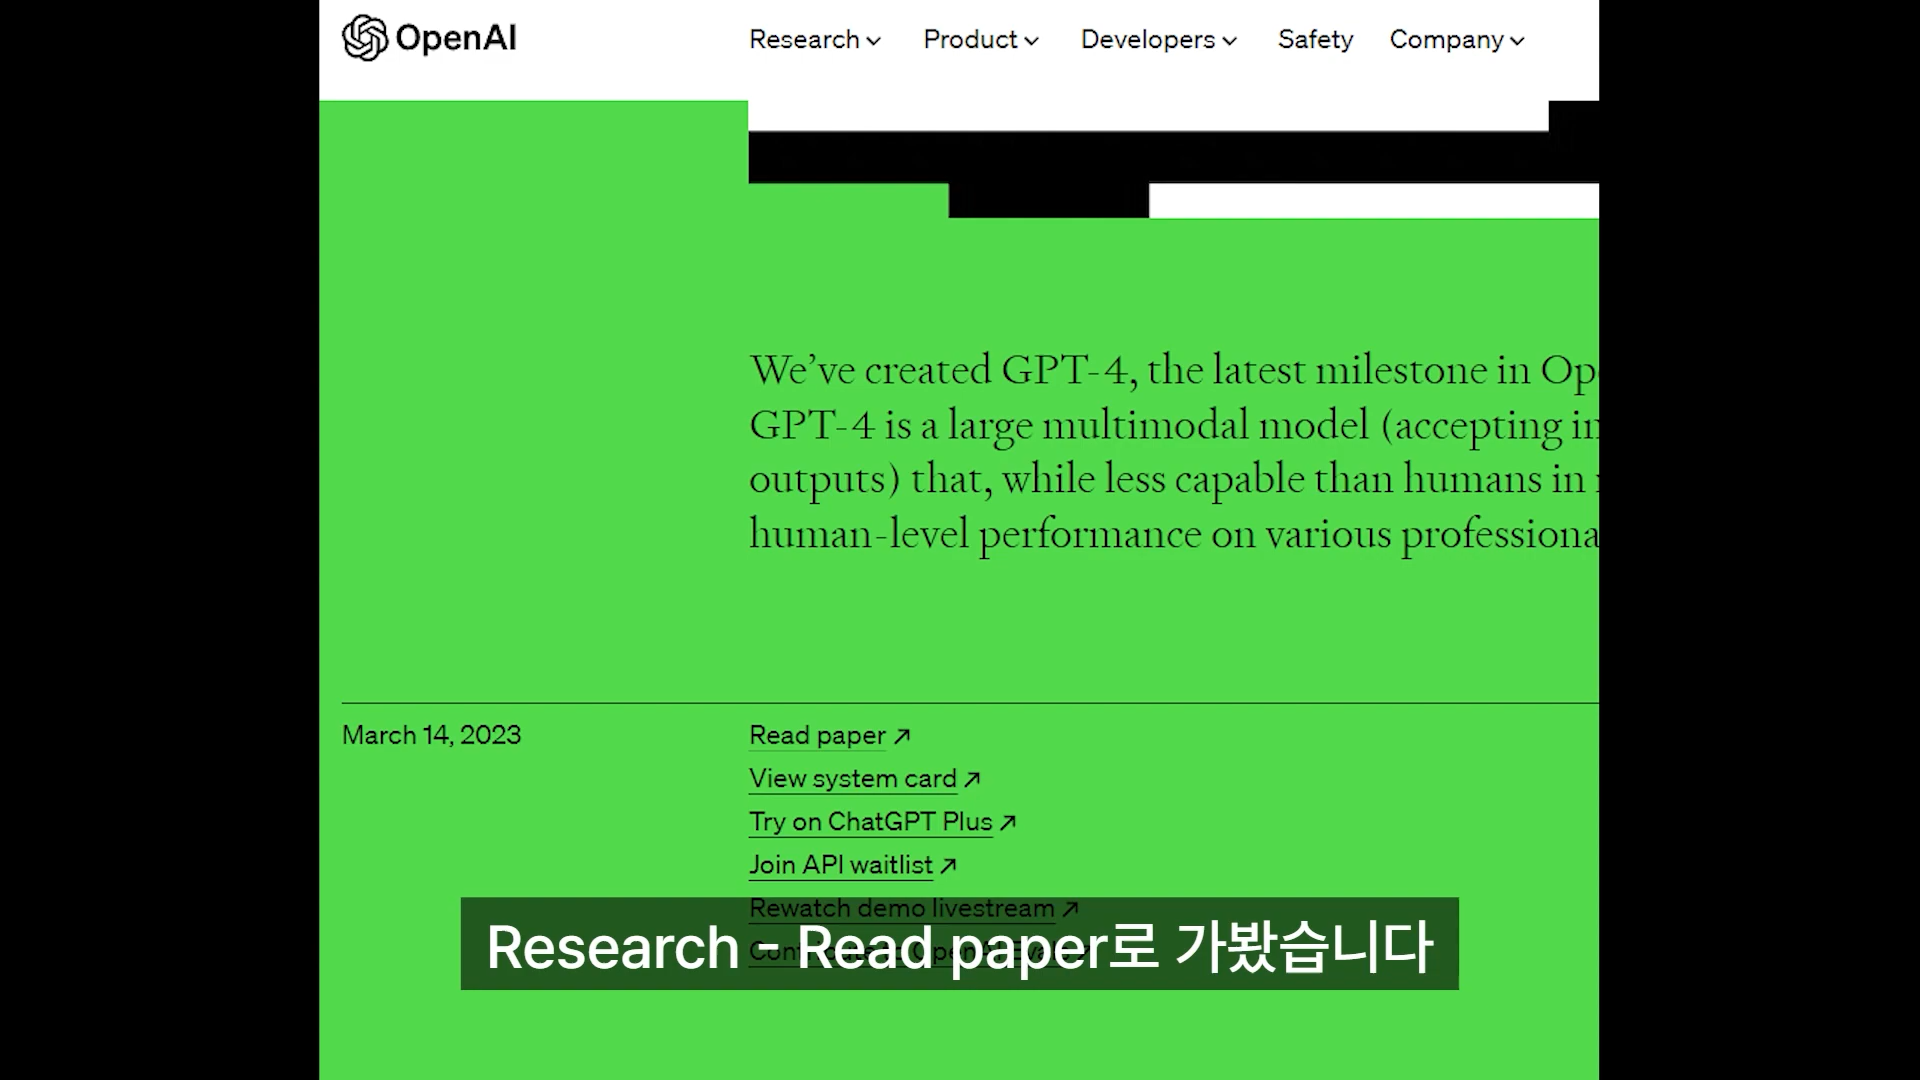 OpenAI
Research Product Developers Safety Company
We’ve created GPT-4, the latest milestone in
GPT-4 is a large multimodal model (accepting
outputs) that, while less capable than humans in
human-level performance on various
March 14, 2023
Read paper ↗
View system card ↗
Try on ChatGPT Plus ↗
Join API waitlist ↗
Rewatch demo livestream ↗
Research - Read paper로 가봤습니다